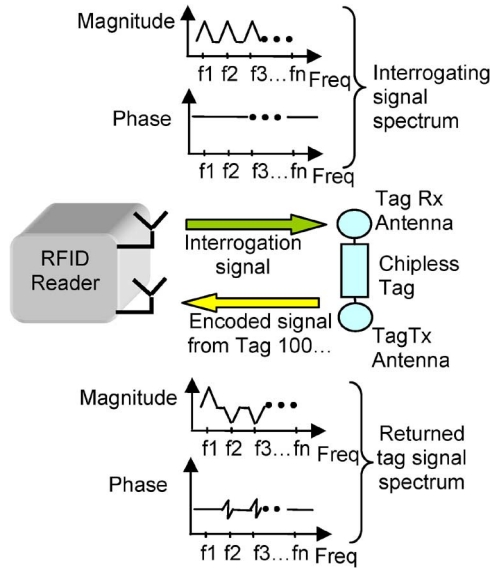 Magnitude
f1 f2 f3...fn Freq
Interrogating
signal
spectrum
Phase
f1 f2 f3...fn Freq
RFID
Reader
Interrogation
signal
Tag Rx
Antenna
Chipless
Tag
Encoded signal
from Tag 100...
TagTx
Antenna
Magnitude
f1 f2 f3...fn Freq
Returned
tag signal
spectrum
Phase
f1 f2 f3...fn Freq